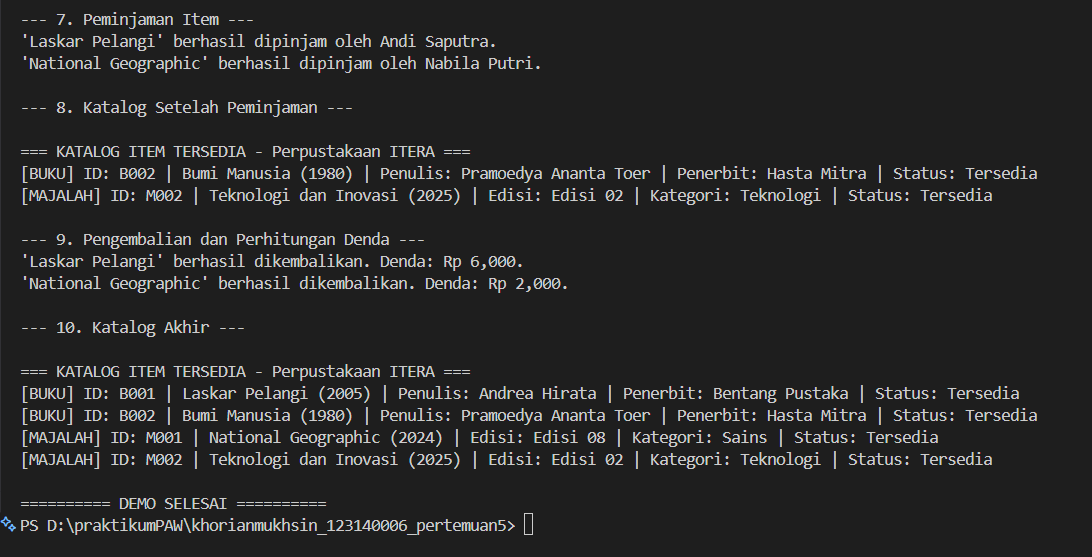 --- 7. Peminjaman Item ---
'Laskar Pelangi' berhasil dipinjam oleh Andi Saputra.
'National Geographic' berhasil dipinjam oleh Nabila Putri.
--- 8. Katalog Setelah Peminjaman ---
=== KATALOG ITEM TERSEDIA - Perpustakaan ITERA ===
[BUKU] ID: B002 | Bumi Manusia (1980) | Penulis: Pramoedya Ananta Toer | Penerbit: Hasta Mitra | Status: Tersedia
[MAJALAH] ID: M002 | Teknologi dan Inovasi (2025) | Edisi: Edisi 02 | Kategori: Teknologi | Status: Tersedia
--- 9. Pengembalian dan Perhitungan Denda ---
'Laskar Pelangi' berhasil dikembalikan. Denda: Rp 6,000.
'National Geographic' berhasil dikembalikan. Denda: Rp 2,000.
--- 10. Katalog Akhir ---
=== KATALOG ITEM TERSEDIA - Perpustakaan ITERA ===
[BUKU] ID: B001 | Laskar Pelangi (2005) | Penulis: Andrea Hirata | Penerbit: Bentang Pustaka | Status: Tersedia
[BUKU] ID: B002 | Bumi Manusia (1980) | Penulis: Pramoedya Ananta Toer | Penerbit: Hasta Mitra | Status: Tersedia
[MAJALAH] ID: M001 | National Geographic (2024) | Edisi: Edisi 08 | Kategori: Sains | Status: Tersedia
[MAJALAH] ID: M002 | Teknologi dan Inovasi (2025) | Edisi: Edisi 02 | Kategori: Teknologi | Status: Tersedia
========== DEMO SELESAI ==========
PS D:\praktikumPAW\khorianmukhsin_123140006_pertemuan5>